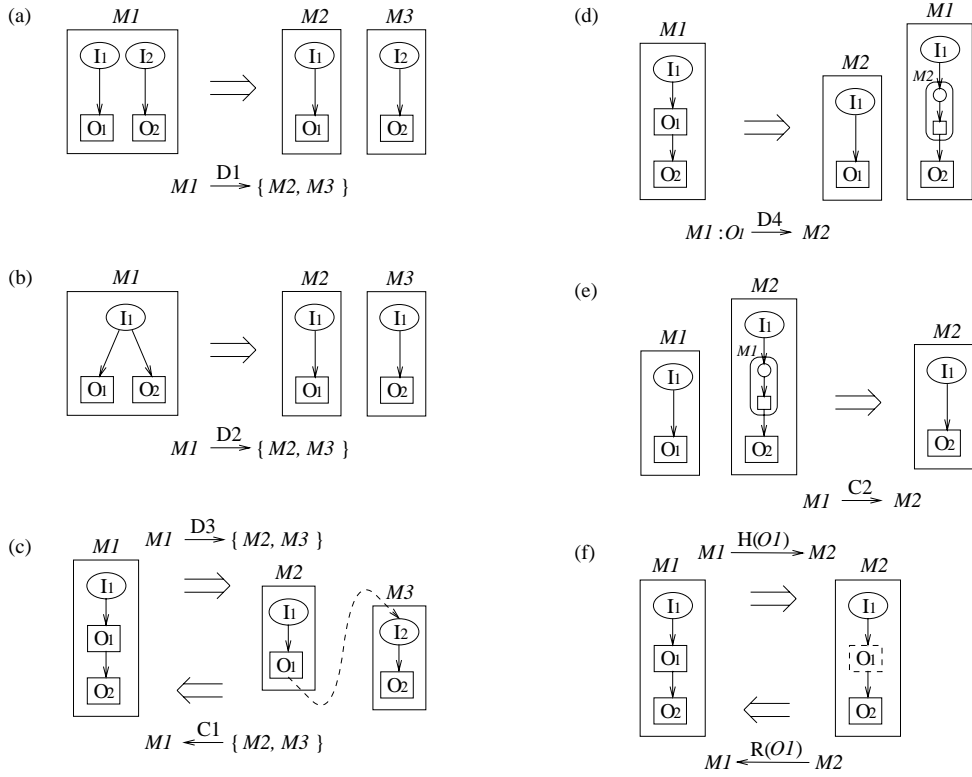 (a)
M1
M2
M3
I1
I2
I1
I2
O1
O2
O1
O2
D1
M1 → { M2, M3 }
(b)
M1
M2
M3
I1
I1
I1
O1
O2
O1
O2
D2
M1 → { M2, M3 }
(c)
D3
M1 → { M2, M3 }
M1
M2
M3
I1
I1
I2
O1
O1
O2
O2
C1
M1 ← { M2, M3 }
(d)
M1
M2
M1
I1
I1
I1
M2
O1
O2
O1
O2
D4
M1 : O1 → M2
(e)
M1
M2
M2
I1
I1
I1
M1
O1
O2
O2
C2
M1 → M2
(f)
H(O1)
M1 → M2
M1
M2
I1
I1
O1
O1
O2
O2
R(O1)
M1 ← M2